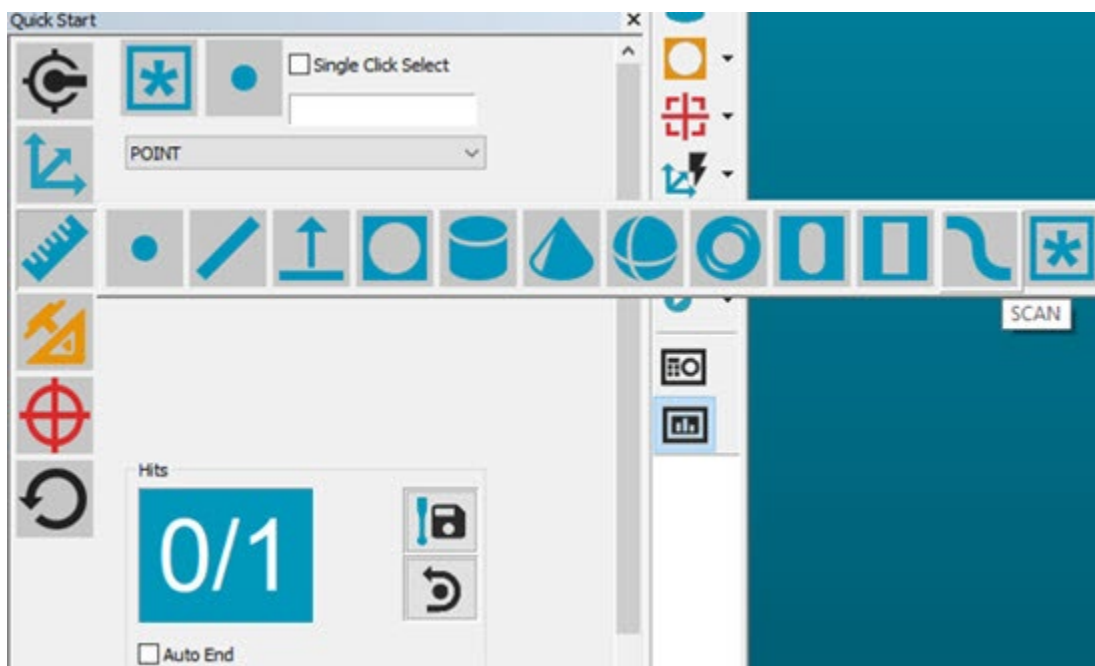 Quick Start
Single Click Select
POINT
SCAN
Hits
0/1
Auto End